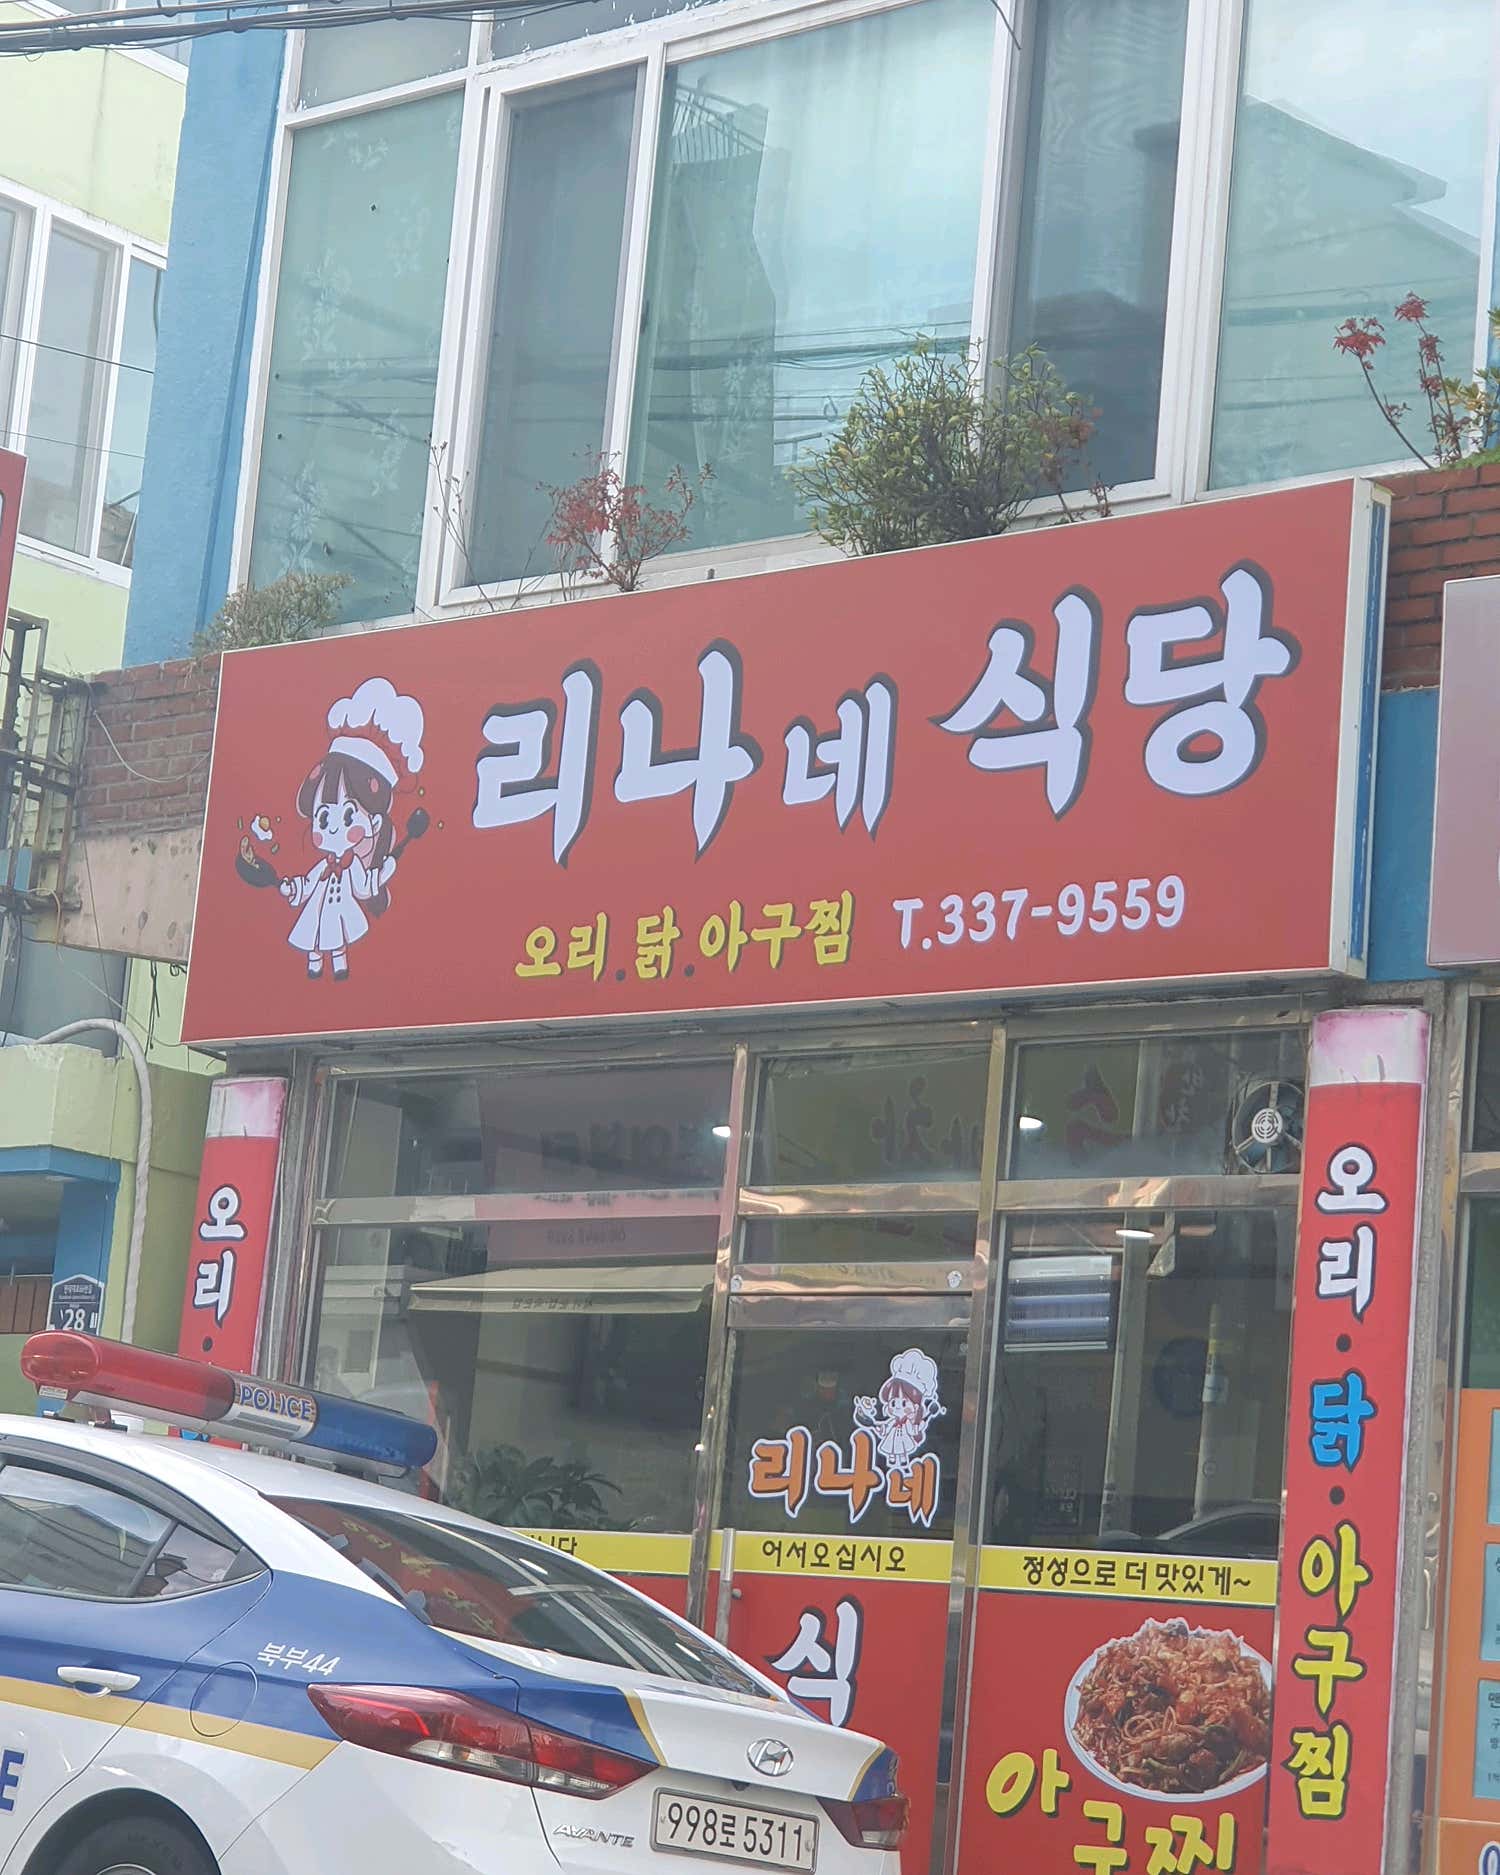 리나네 식당
오리.닭.아구찜 T.337-9559
오리.
오리.닭.아구찜
28
POLICE
리나네
어서오십시오
정성으로 더 맛있게~
식
아구찜
북부44
AVANTE
998로 5311